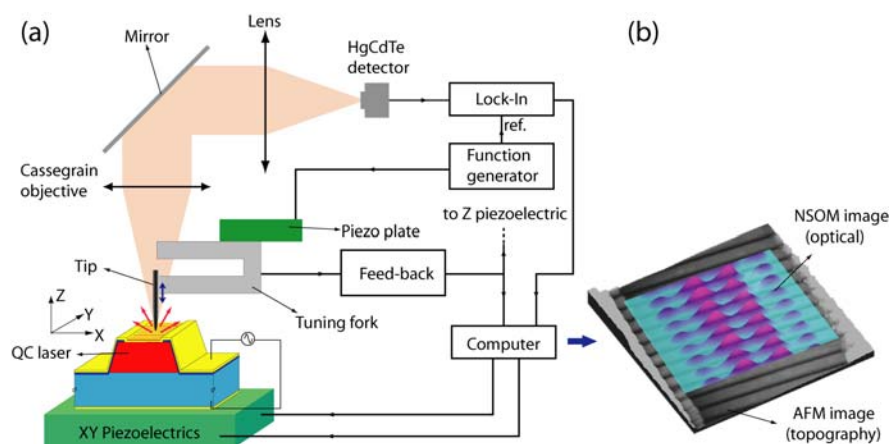 (a)
Mirror
Lens
HgCdTe
detector
Lock-In
ref.
Function
generator
Cassegrain
objective
Piezo plate
to Z piezoelectric
Tip
Feed-back
Tuning fork
Z
Y
X
QC laser
Computer
XY Piezoelectrics
(b)
NSOM image
(optical)
AFM image
(topography)